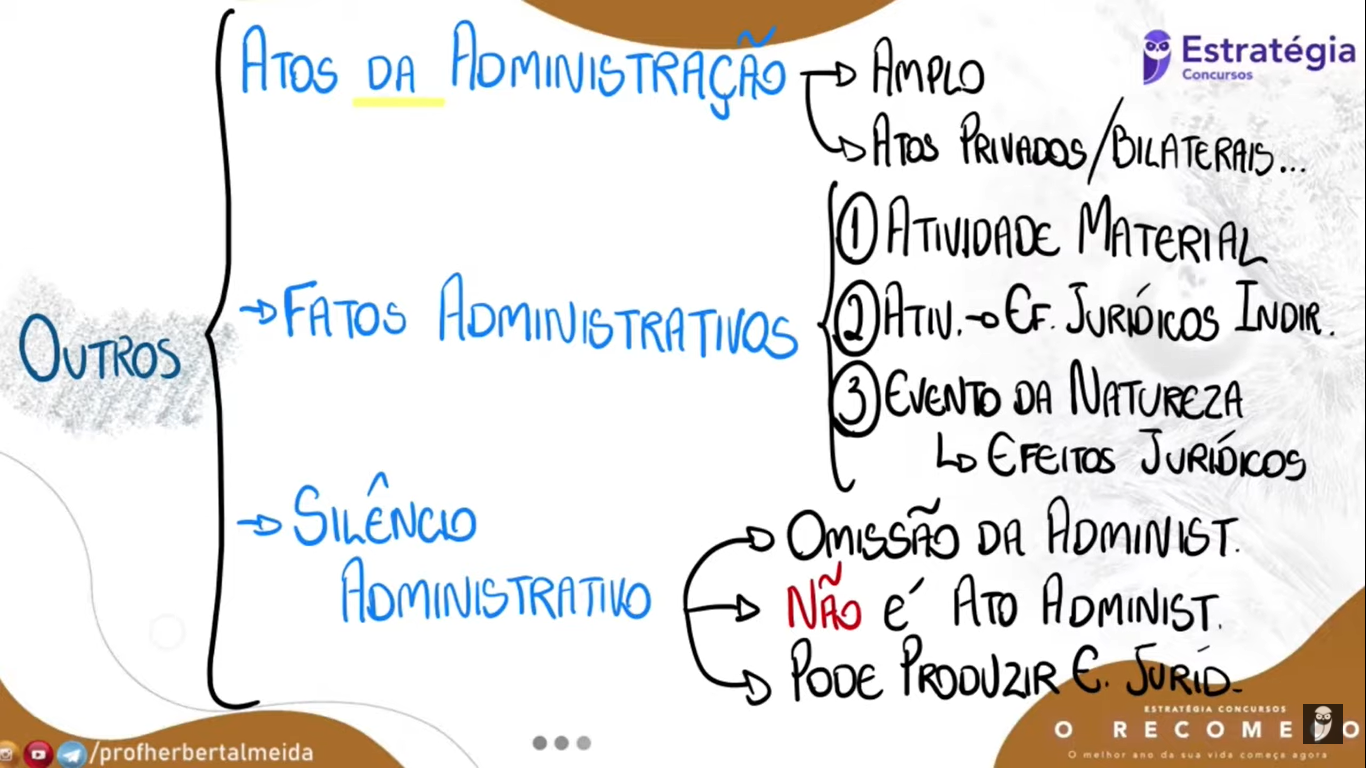 ATOS DA ADMINISTRAÇÃO
AMPLO
ATOS PRIVADOS/BILATERAIS...
Estratégia
Concursos
OUTROS
FATOS ADMINISTRATIVOS
1 ATIVIDADE MATERIAL
2 ATIV. → EF. JURÍDICOS INDIR.
3 EVENTO DA NATUREZA
EFEITOS JURÍDICOS
SILÊNCIO
ADMINISTRATIVO
OMISSÃO DA ADMINIST.
NÃO É ATO ADMINIST.
PODE PRODUZIR E. JURÍD.
/profherbertalmeida
ESTRATÉGIA CONCURSOS
O RECOMEÇO
O melhor ano da sua vida começa agora